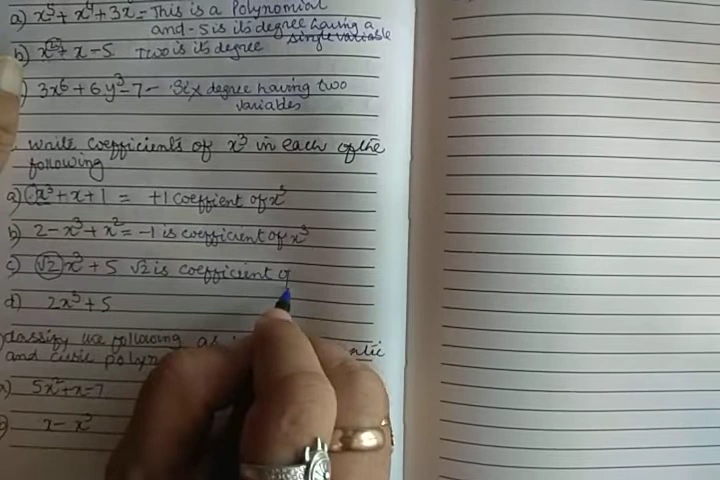 a) x⁵ + x⁴ + 3x = This is a Polynomial
and - 5 is its degree having a
single variable
b) x² + x - 5 Two is its degree
) 3x⁶ + 6y³ - 7 - Six degree having two
variables
write Coefficients of x³ in each of the
following
a) x³ + x + 1 = +1 coeffient of x³
b) 2 - x³ + x² = -1 is coefficient of x³
c) √2 x³ + 5 √2 is coefficient of
d) 2x³ + 5
classify the following as
atic
and cubic polyn
a) 5x² + x - 7
x - x³